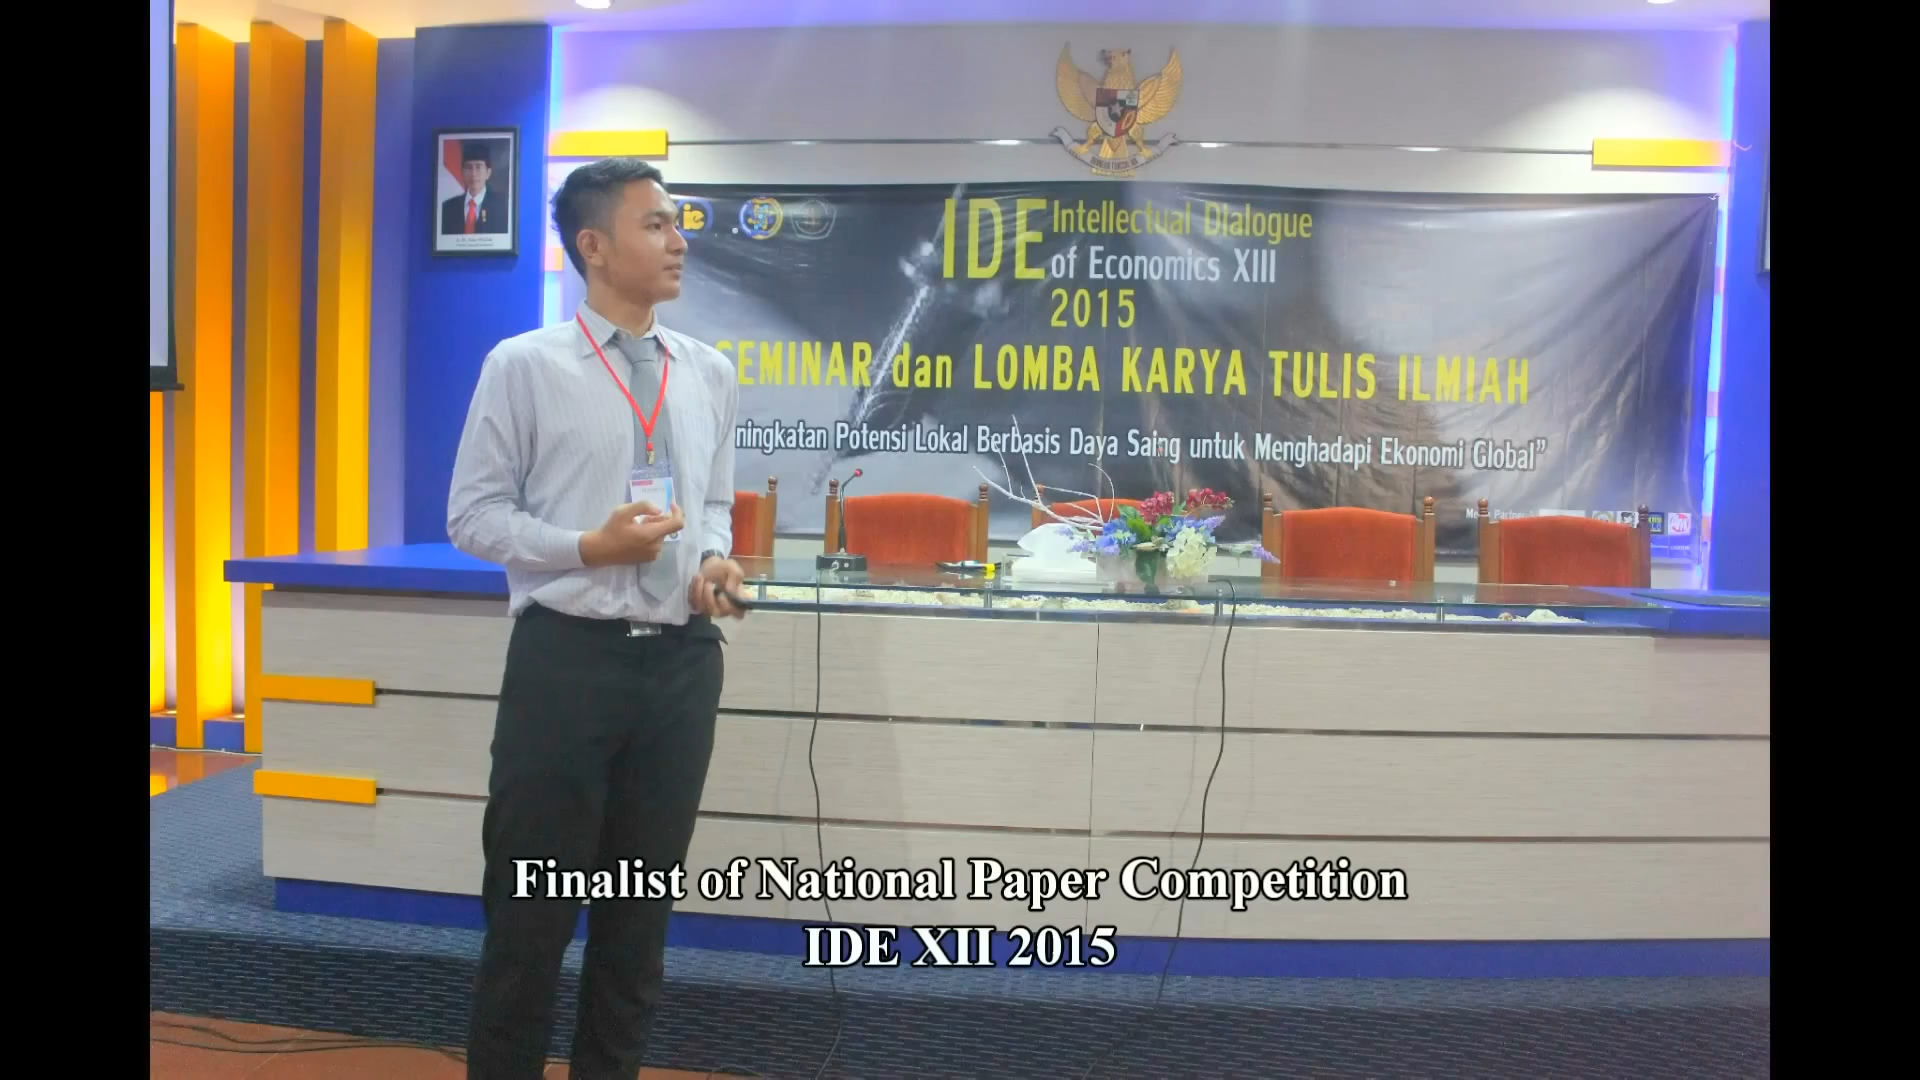 IDE Intellectual Dialogue
of Economics XIII
2015
SEMINAR dan LOMBA KARYA TULIS ILMIAH
ningkatan Potensi Lokal Berbasis Daya Saing untuk Menghadapi Ekonomi Global"
Finalist of National Paper Competition
IDE XII 2015